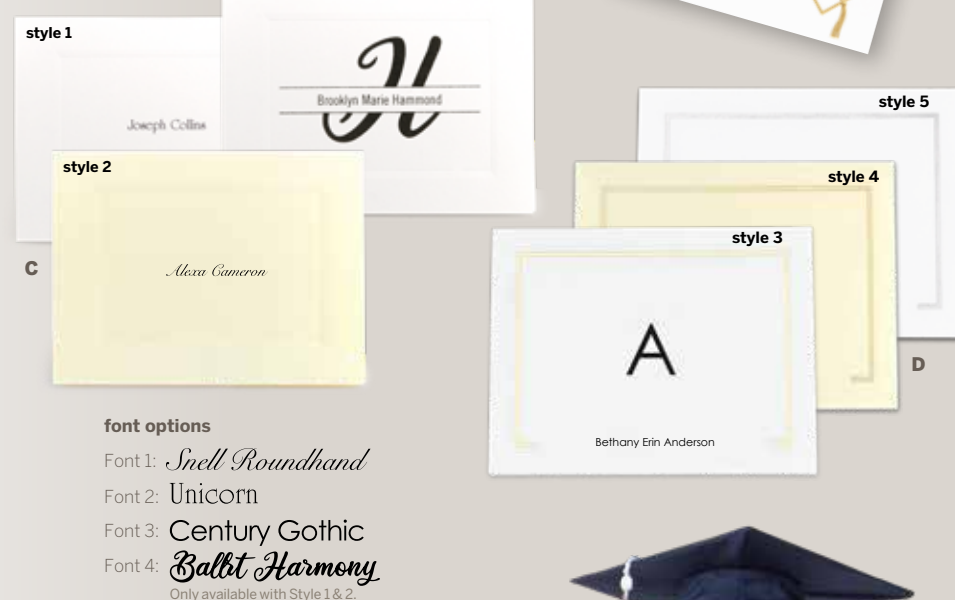 style 1
Joseph Collins
H
Brooklyn Marie Hammond
style 2
Alexa Cameron
C
style 5
style 4
style 3
A
Bethany Erin Anderson
D
font options
Font 1: Snell Roundhand
Font 2: Unicorn
Font 3: Century Gothic
Font 4: Ballit Harmony
Only available with Style 1 & 2.